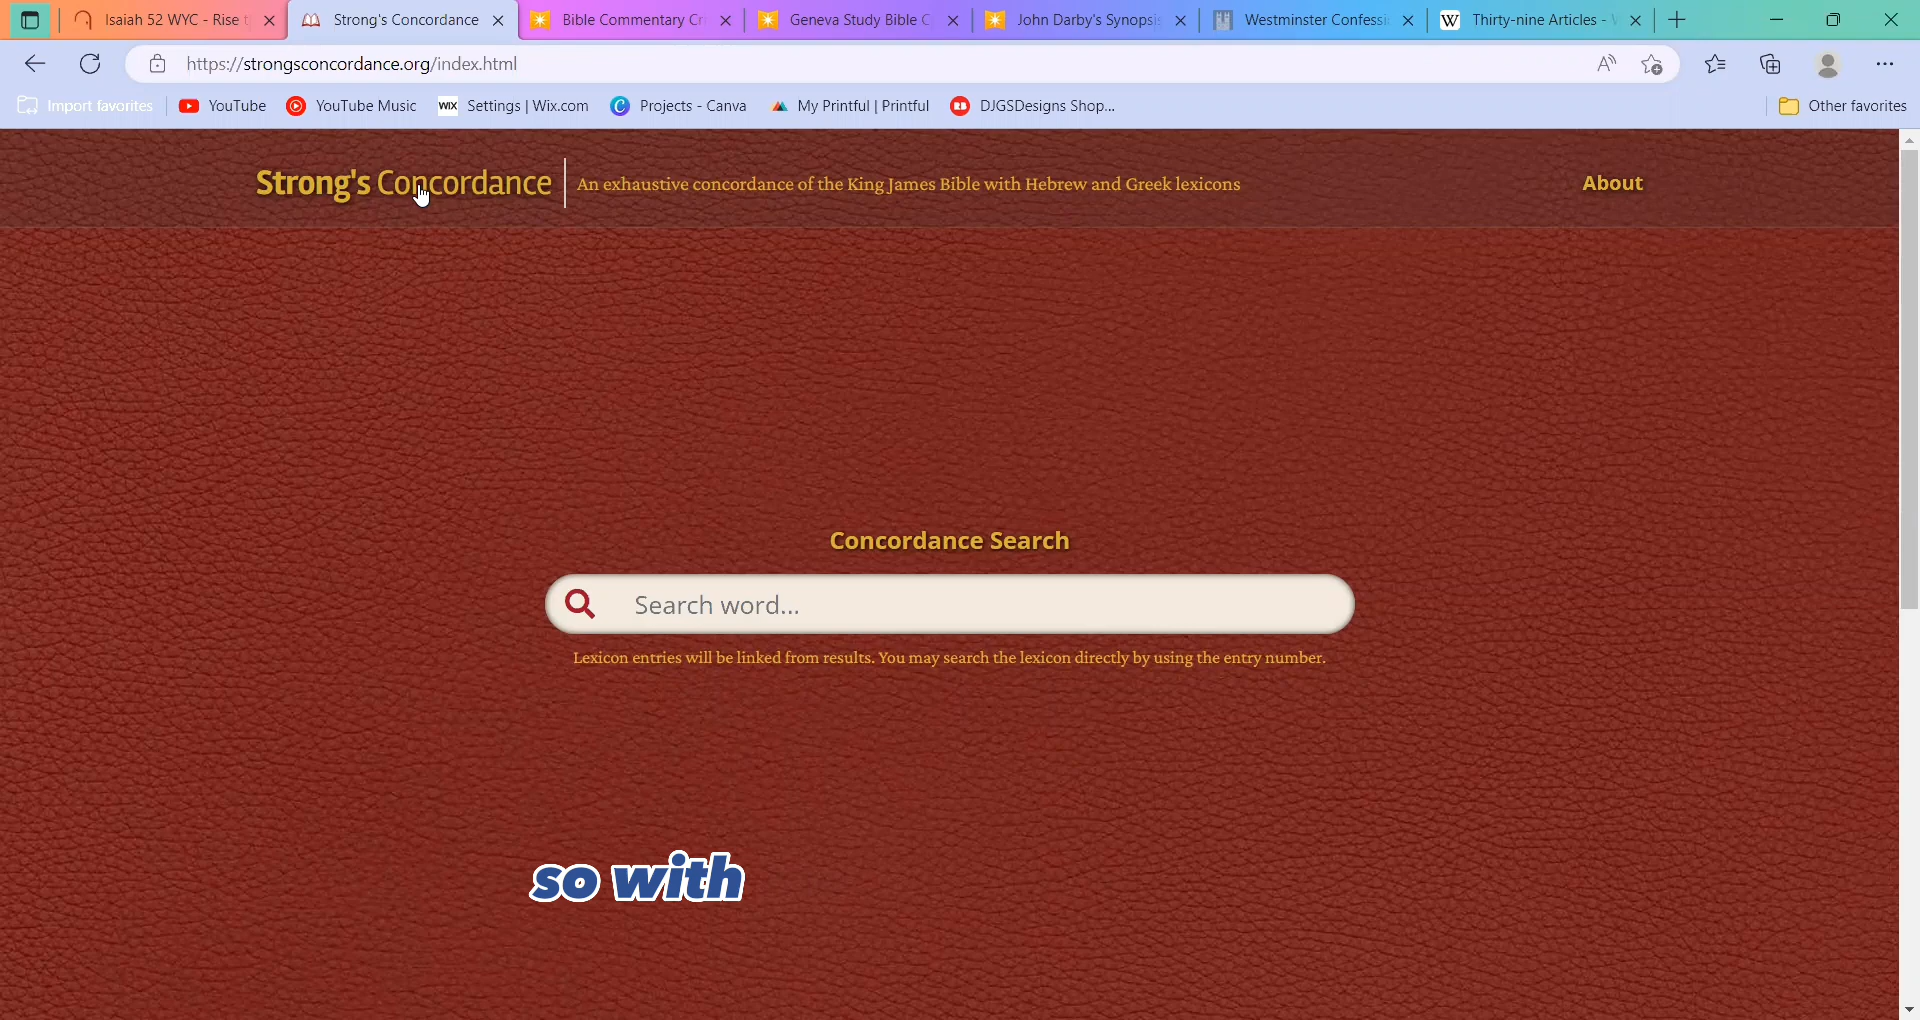 Isaiah 52 WYC - Rise t
Strong's Concordance
Bible Commentary Cr
Geneva Study Bible C
John Darby's Synopsis
Westminster Confessi
Thirty-nine Articles - W
https://strongsconcordance.org/index.html
Import favorites
YouTube
YouTube Music
WIX Settings | Wix.com
Projects - Canva
My Printful | Printful
DJGSDesigns Shop...
Other favorites
Strong's Concordance
An exhaustive concordance of the King James Bible with Hebrew and Greek lexicons
About
Concordance Search
Search word...
Lexicon entries will be linked from results. You may search the lexicon directly by using the entry number.
so with